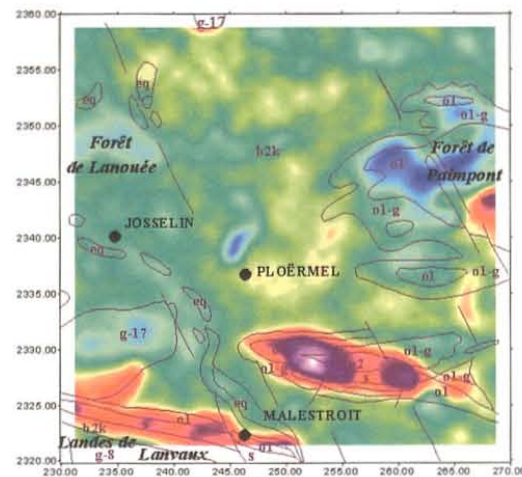 2360.00
g-17
2355.00
eq
o1
o1-g
2350.00
Forêt
de Lanouée
b2k
o1
Forêt de
Paimpont
2345.00
o1-g
JOSSELIN
2340.00
eq
PLOËRMEL
o1
o1-g
2335.00
eq
g-17
2330.00
o1-g
o1-g
o1-g
s
2325.00
eq
o1
o1
MALESTROIT
b2k
Landes de
Lanvaux
o1
s
g-8
2320.00
230.00 235.00 240.00 245.00 250.00 255.00 260.00 265.00 270.00